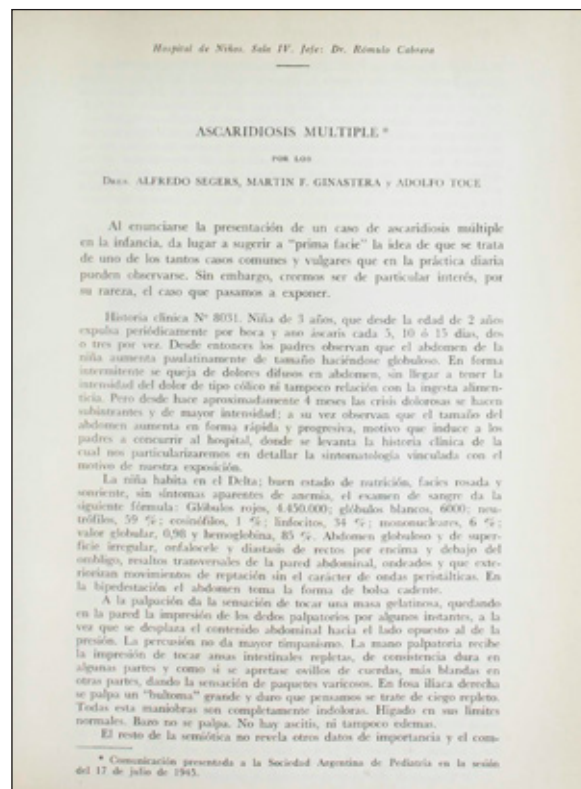 Hospital de Niños. Sala IV. Jefe: Dr. Rómulo Cabrera
ASCARIDIOSIS MULTIPLE *
POR LOS
Dres. ALFREDO SEGERS, MARTIN F. GINASTERA y ADOLFO TOCE
Al enunciarse la presentación de un caso de ascaridiosis múltiple
en la infancia, da lugar a sugerir a "prima facie" la idea de que se trata
de uno de los tantos casos comunes y vulgares que en la práctica diaria
pueden observarse. Sin embargo, creemos ser de particular interés, por
su rareza, el caso que pasamos a exponer.
Historia clínica Nº 8031. Niña de 3 años, que desde la edad de 2 años
expulsa periódicamente por boca y ano áscaris cada 5, 10 ó 15 días, dos
o tres por vez. Desde entonces los padres observan que el abdomen de la
niña aumenta paulatinamente de tamaño haciéndose globuloso. En forma
intermitente se queja de dolores difusos en abdomen, sin llegar a tener la
intensidad del dolor de tipo cólico ni tampoco relación con la ingesta alimen-
ticia. Pero desde hace aproximadamente 4 meses las crisis dolorosas se hacen
subintrantes y de mayor intensidad; a su vez observan que el tamaño del
abdomen aumenta en forma rápida y progresiva, motivo que induce a los
padres a concurrir al hospital, donde se levanta la historia clínica de la
cual nos particularizaremos en detallar la sintomatología vinculada con el
motivo de nuestra exposición.
La niña habita en el Delta; buen estado de nutrición, facies rosada y
sonriente, sin síntomas aparentes de anemia, el examen de sangre da la
siguiente fórmula: Glóbulos rojos, 4.450.000; glóbulos blancos, 6000; neu-
trófilos, 59 %; eosinófilos, 1 %; linfocitos, 34 %; mononucleares, 6 %;
valor globular, 0,98 y hemoglobina, 85 %. Abdomen globuloso y de super-
ficie irregular, onfalocele y diastasis de rectos por encima y debajo del
ombligo, resaltos transversales de la pared abdominal, ondeados y que exte-
riorizan movimientos de reptación sin el carácter de ondas peristálticas. En
la bipedestación el abdomen toma la forma de bolsa cadente.
A la palpación da la sensación de tocar una masa gelatinosa, quedando
en la pared la impresión de los dedos palpatorios por algunos instantes, a la
vez que se desplaza el contenido abdominal hacia el lado opuesto al de la
presión. La percusión no da mayor timpanismo. La mano palpatoria recibe
la impresión de tocar ansas intestinales repletas, de consistencia dura en
algunas partes y como si se apretase ovillos de cuerdas, más blandas en
otras partes, dando la sensación de paquetes varicosos. En fosa ilíaca derecha
se palpa un "bultoma" grande y duro que pensamos se trate de ciego repleto.
Todas esta maniobras son completamente indoloras. Hígado en sus límites
normales. Bazo no se palpa. No hay ascitis, ni tampoco edemas.
El resto de la semiótica no revela otros datos de importancia y el com-
* Comunicación presentada a la Sociedad Argentina de Pediatría en la sesión
del 17 de julio de 1945.